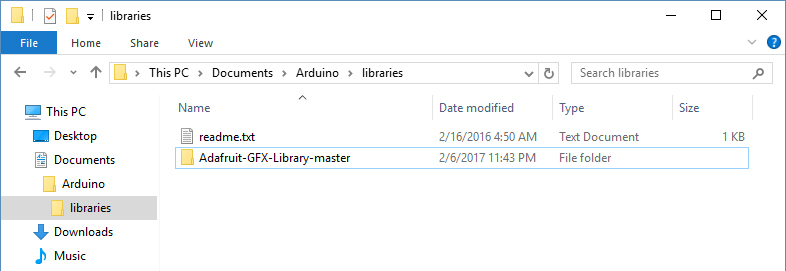 libraries
File Home Share View
This PC Documents Arduino libraries Search libraries
This PC
Desktop
Documents
Arduino
libraries
Downloads
Music
Name Date modified Type Size
readme.txt 2/16/2016 4:50 AM Text Document 1 KB
Adafruit-GFX-Library-master 2/6/2017 11:43 PM File folder